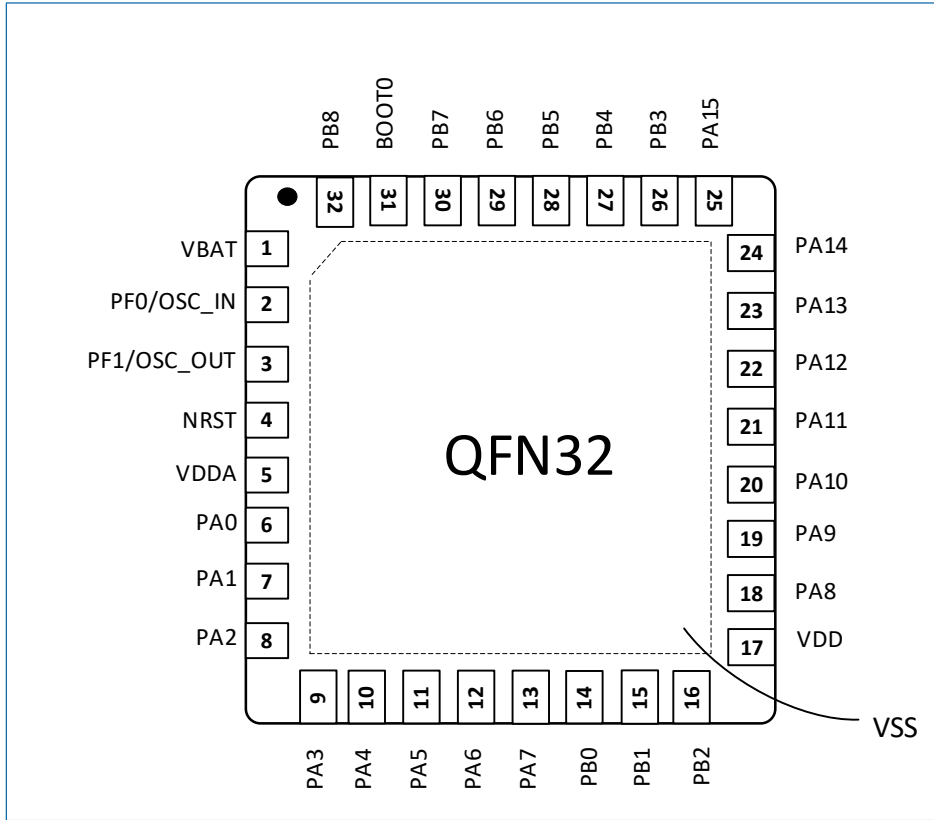 PB8
BOOT0
PB7
PB6
PB5
PB4
PB3
PA15
32
31
30
29
28
27
26
25
VBAT 1
PF0/OSC_IN 2
PF1/OSC_OUT 3
NRST 4
VDDA 5
PA0 6
PA1 7
PA2 8
QFN32
24 PA14
23 PA13
22 PA12
21 PA11
20 PA10
19 PA9
18 PA8
17 VDD
VSS
9
10
11
12
13
14
15
16
PA3
PA4
PA5
PA6
PA7
PB0
PB1
PB2